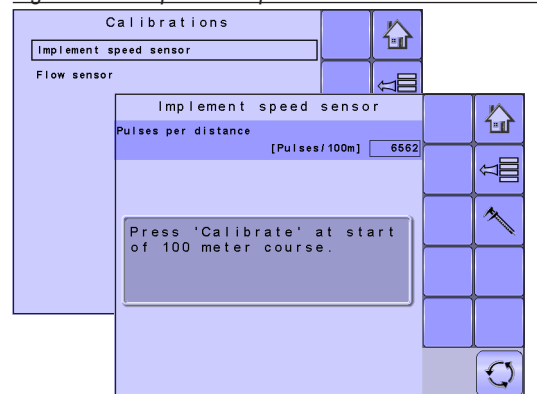 Calibrations
Implement speed sensor
Flow sensor
Implement speed sensor
Pulses per distance
[Pulses/100m] 6562
Press 'Calibrate' at start
of 100 meter course.